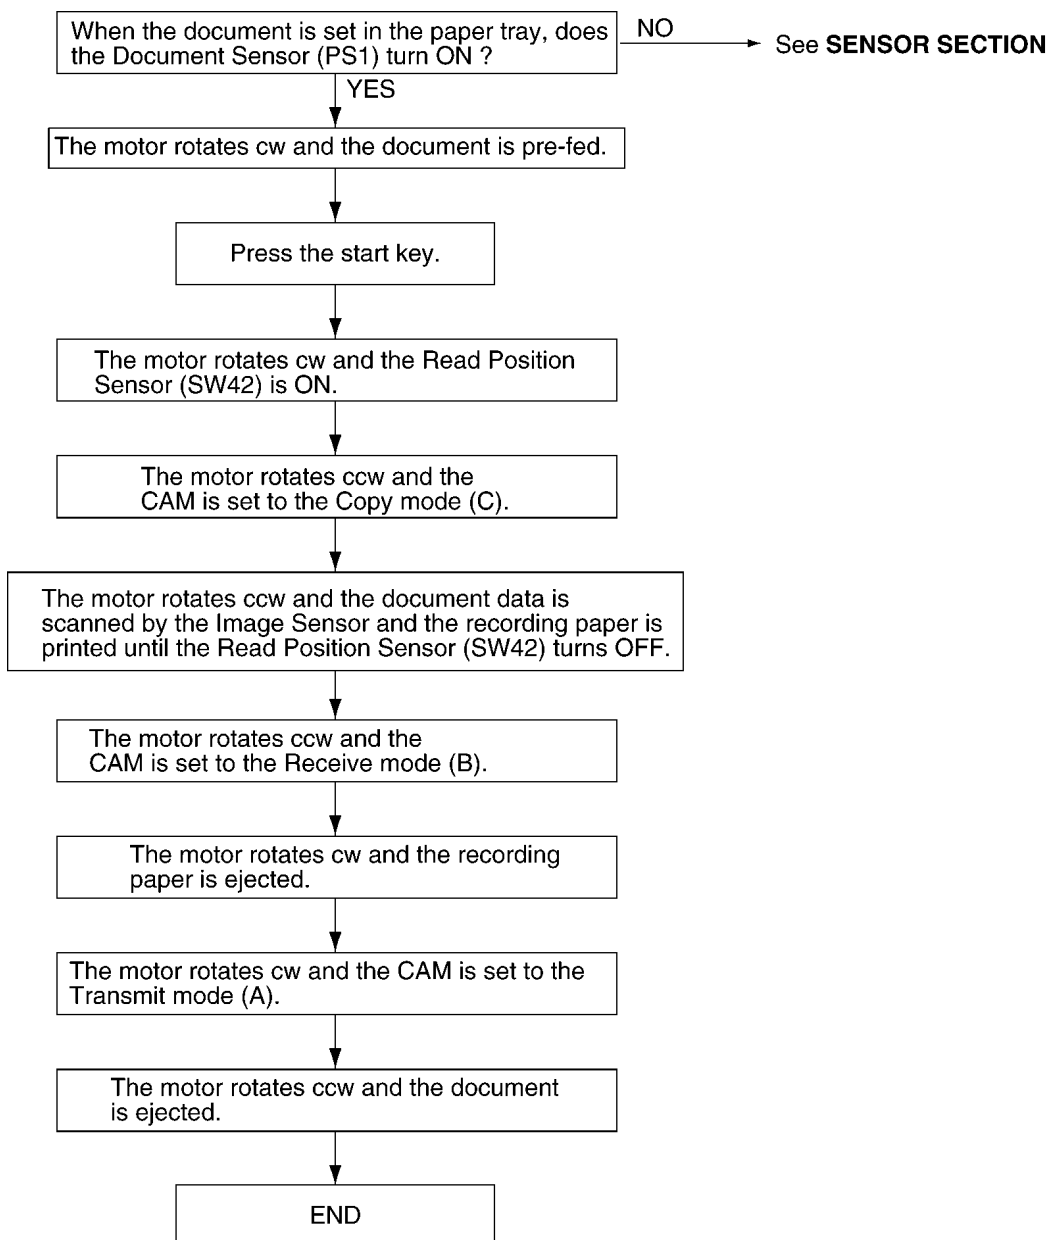 When the document is set in the paper tray, does
the Document Sensor (PS1) turn ON ?
NO
See SENSOR SECTION
YES
The motor rotates cw and the document is pre-fed.
Press the start key.
The motor rotates cw and the Read Position
Sensor (SW42) is ON.
The motor rotates ccw and the
CAM is set to the Copy mode (C).
The motor rotates ccw and the document data is
scanned by the Image Sensor and the recording paper is
printed until the Read Position Sensor (SW42) turns OFF.
The motor rotates ccw and the
CAM is set to the Receive mode (B).
The motor rotates cw and the recording
paper is ejected.
The motor rotates cw and the CAM is set to the
Transmit mode (A).
The motor rotates ccw and the document
is ejected.
END